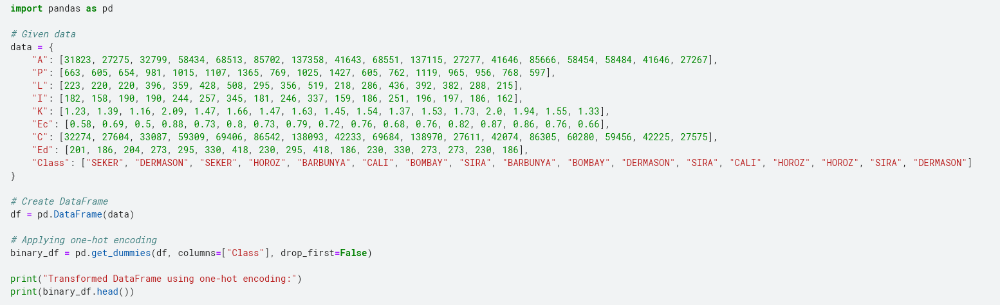 import pandas as pd
# Given data
data = {
    "A": [31823, 27275, 32799, 58434, 68513, 85702, 137358, 41643, 68551, 137115, 27277, 41646, 85666, 58454, 58484, 41646, 27267],
    "P": [663, 605, 654, 981, 1015, 1107, 1365, 769, 1025, 1427, 605, 762, 1119, 965, 956, 768, 597],
    "L": [223, 220, 220, 396, 359, 428, 508, 295, 356, 519, 218, 286, 436, 392, 382, 288, 215],
    "I": [182, 158, 190, 190, 244, 257, 345, 181, 246, 337, 159, 186, 251, 196, 197, 186, 162],
    "K": [1.23, 1.39, 1.16, 2.09, 1.47, 1.66, 1.47, 1.63, 1.45, 1.54, 1.37, 1.53, 1.73, 2.0, 1.94, 1.55, 1.33],
    "Ec": [0.58, 0.69, 0.5, 0.88, 0.73, 0.8, 0.73, 0.79, 0.72, 0.76, 0.68, 0.76, 0.82, 0.87, 0.86, 0.76, 0.66],
    "C": [32274, 27604, 33087, 59309, 69406, 86542, 138093, 42233, 69684, 138970, 27611, 42074, 86305, 60280, 59456, 42225, 27575],
    "Ed": [201, 186, 204, 273, 295, 330, 418, 230, 295, 418, 186, 230, 330, 273, 273, 230, 186],
    "Class": ["SEKER", "DERMASON", "SEKER", "HOROZ", "BARBUNYA", "CALI", "BOMBAY", "SIRA", "BARBUNYA", "BOMBAY", "DERMASON", "SIRA", "CALI", "HOROZ", "HOROZ", "SIRA", "DERMASON"]
}
# Create DataFrame
df = pd.DataFrame(data)
# Applying one-hot encoding
binary_df = pd.get_dummies(df, columns=["Class"], drop_first=False)
print("Transformed DataFrame using one-hot encoding:")
print(binary_df.head())